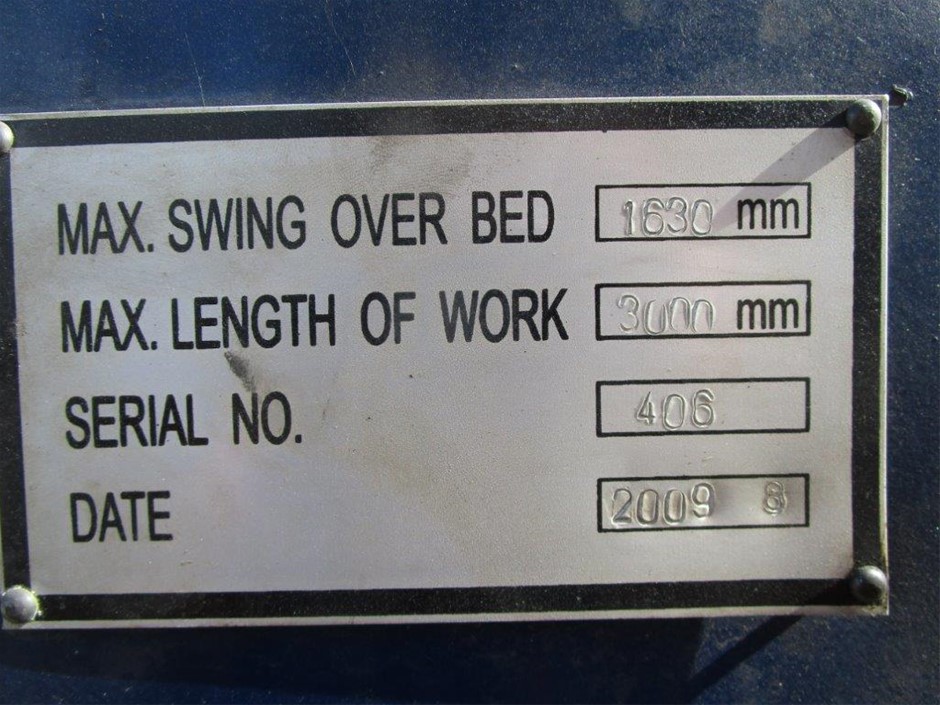 MAX. SWING OVER BED 1630 mm
MAX. LENGTH OF WORK 3000 mm
SERIAL NO. 406
DATE 2009 8